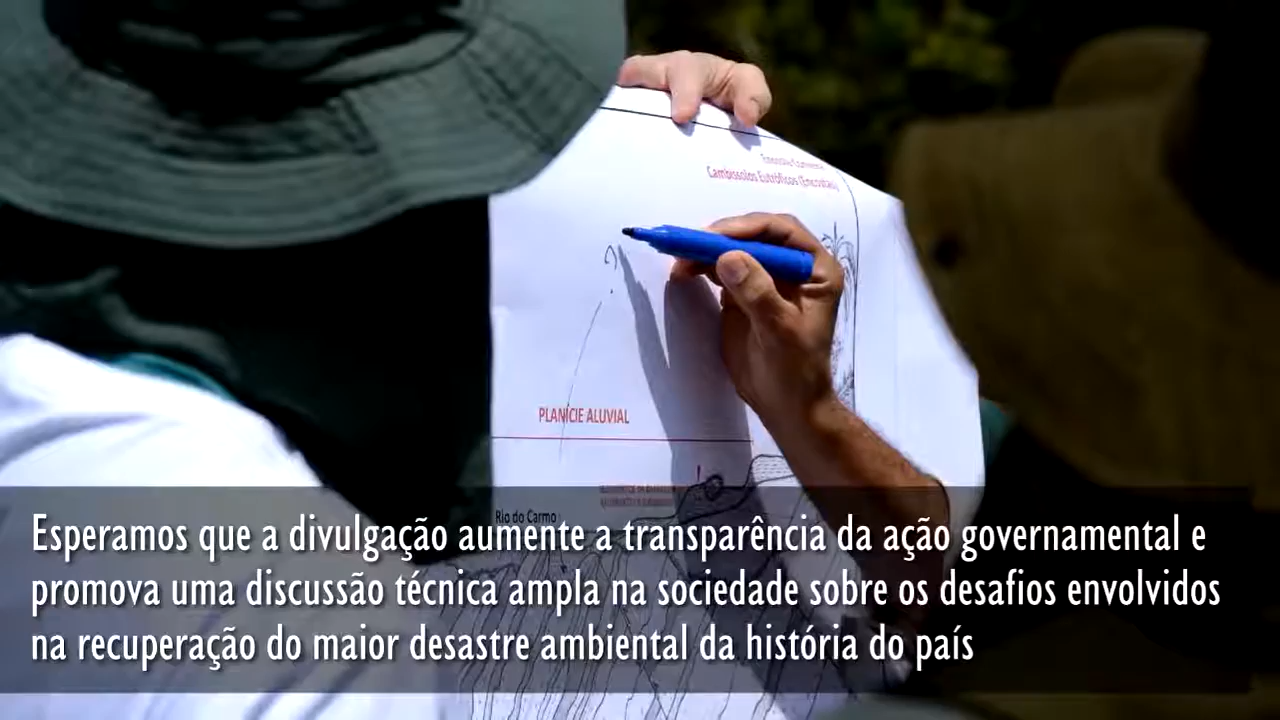 Cambissolos Eutróficos (Encostas)
PLANÍCIE ALUVIAL
Rio do Carmo
Esperamos que a divulgação aumente a transparência da ação governamental e
promova uma discussão técnica ampla na sociedade sobre os desafios envolvidos
na recuperação do maior desastre ambiental da história do país